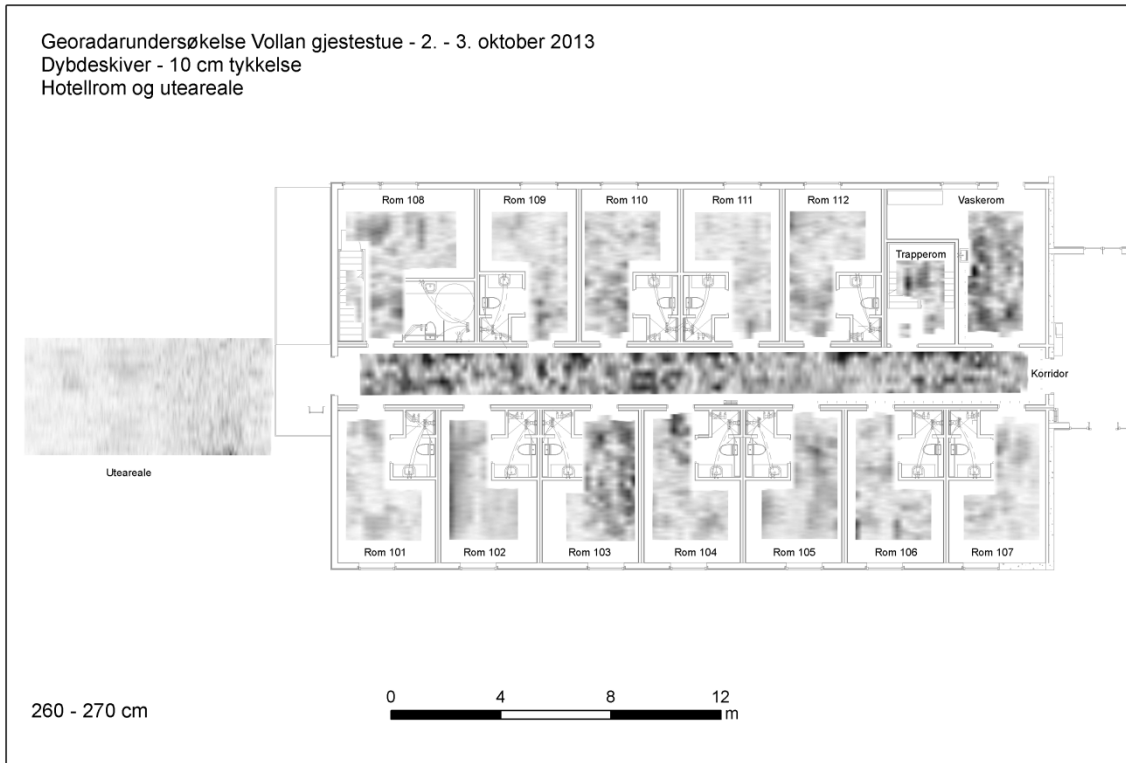 Georadarundersøkelse Vollan gjestestue - 2. - 3. oktober 2013
Dybdeskiver - 10 cm tykkelse
Hotellrom og uteareale
Rom 108
Rom 109
Rom 110
Rom 111
Rom 112
Vaskerom
Trapperom
Korridor
Uteareale
Rom 101
Rom 102
Rom 103
Rom 104
Rom 105
Rom 106
Rom 107
260 - 270 cm
0 4 8 12
m